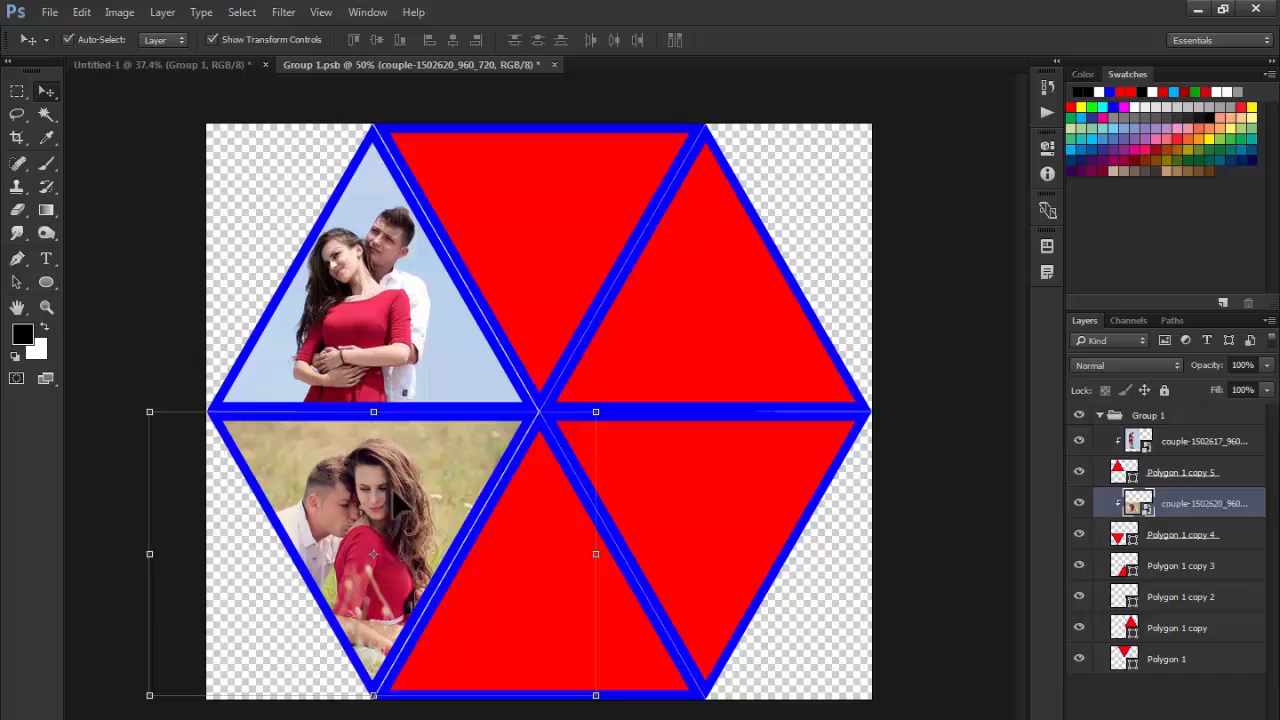 Ps File Edit Image Layer Type Select Filter View Window Help
Auto-Select: Layer Show Transform Controls Essentials
Untitled-1 @ 37.4% (Group 1, RGB/8) * × Group 1.psb @ 50% (couple-1502620_960_720, RGB/8) * ×
Color Swatches
Layers Channels Paths
Kind
Normal Opacity: 100%
Lock: Fill: 100%
Group 1
couple-1502617_960...
Polygon 1 copy 5
couple-1502620_960...
Polygon 1 copy 4
Polygon 1 copy 3
Polygon 1 copy 2
Polygon 1 copy
Polygon 1